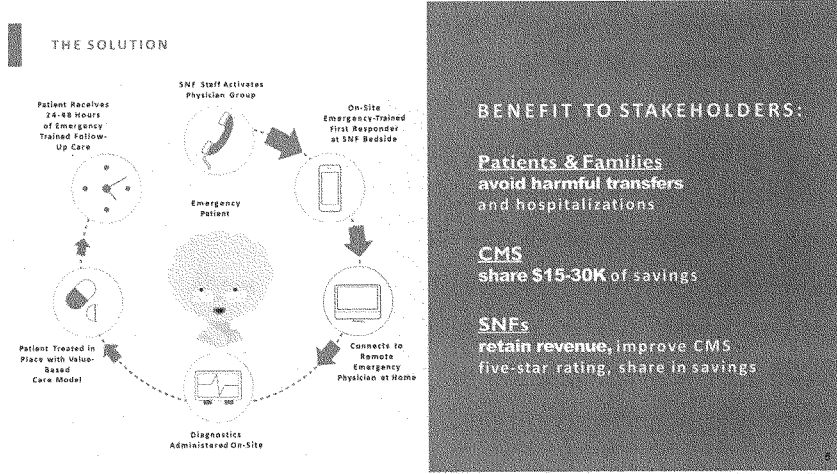 THE SOLUTION
SNF Staff Activates
Physician Group
On-Site
Emergency-Trained
First Responder
at SNF Bedside
Connects to
Remote
Emergency
Physician at Home
Diagnostics
Administered On-Site
Patient Treated in
Place with Value-
Based
Care Model
Patient Receives
24-48 Hours
of Emergency
Trained Follow-
Up Care
Emergency
Patient
BENEFIT TO STAKEHOLDERS:
Patients & Families
avoid harmful transfers
and hospitalizations
CMS
share $15-30K of savings
SNFs
retain revenue, improve CMS
five-star rating, share in savings